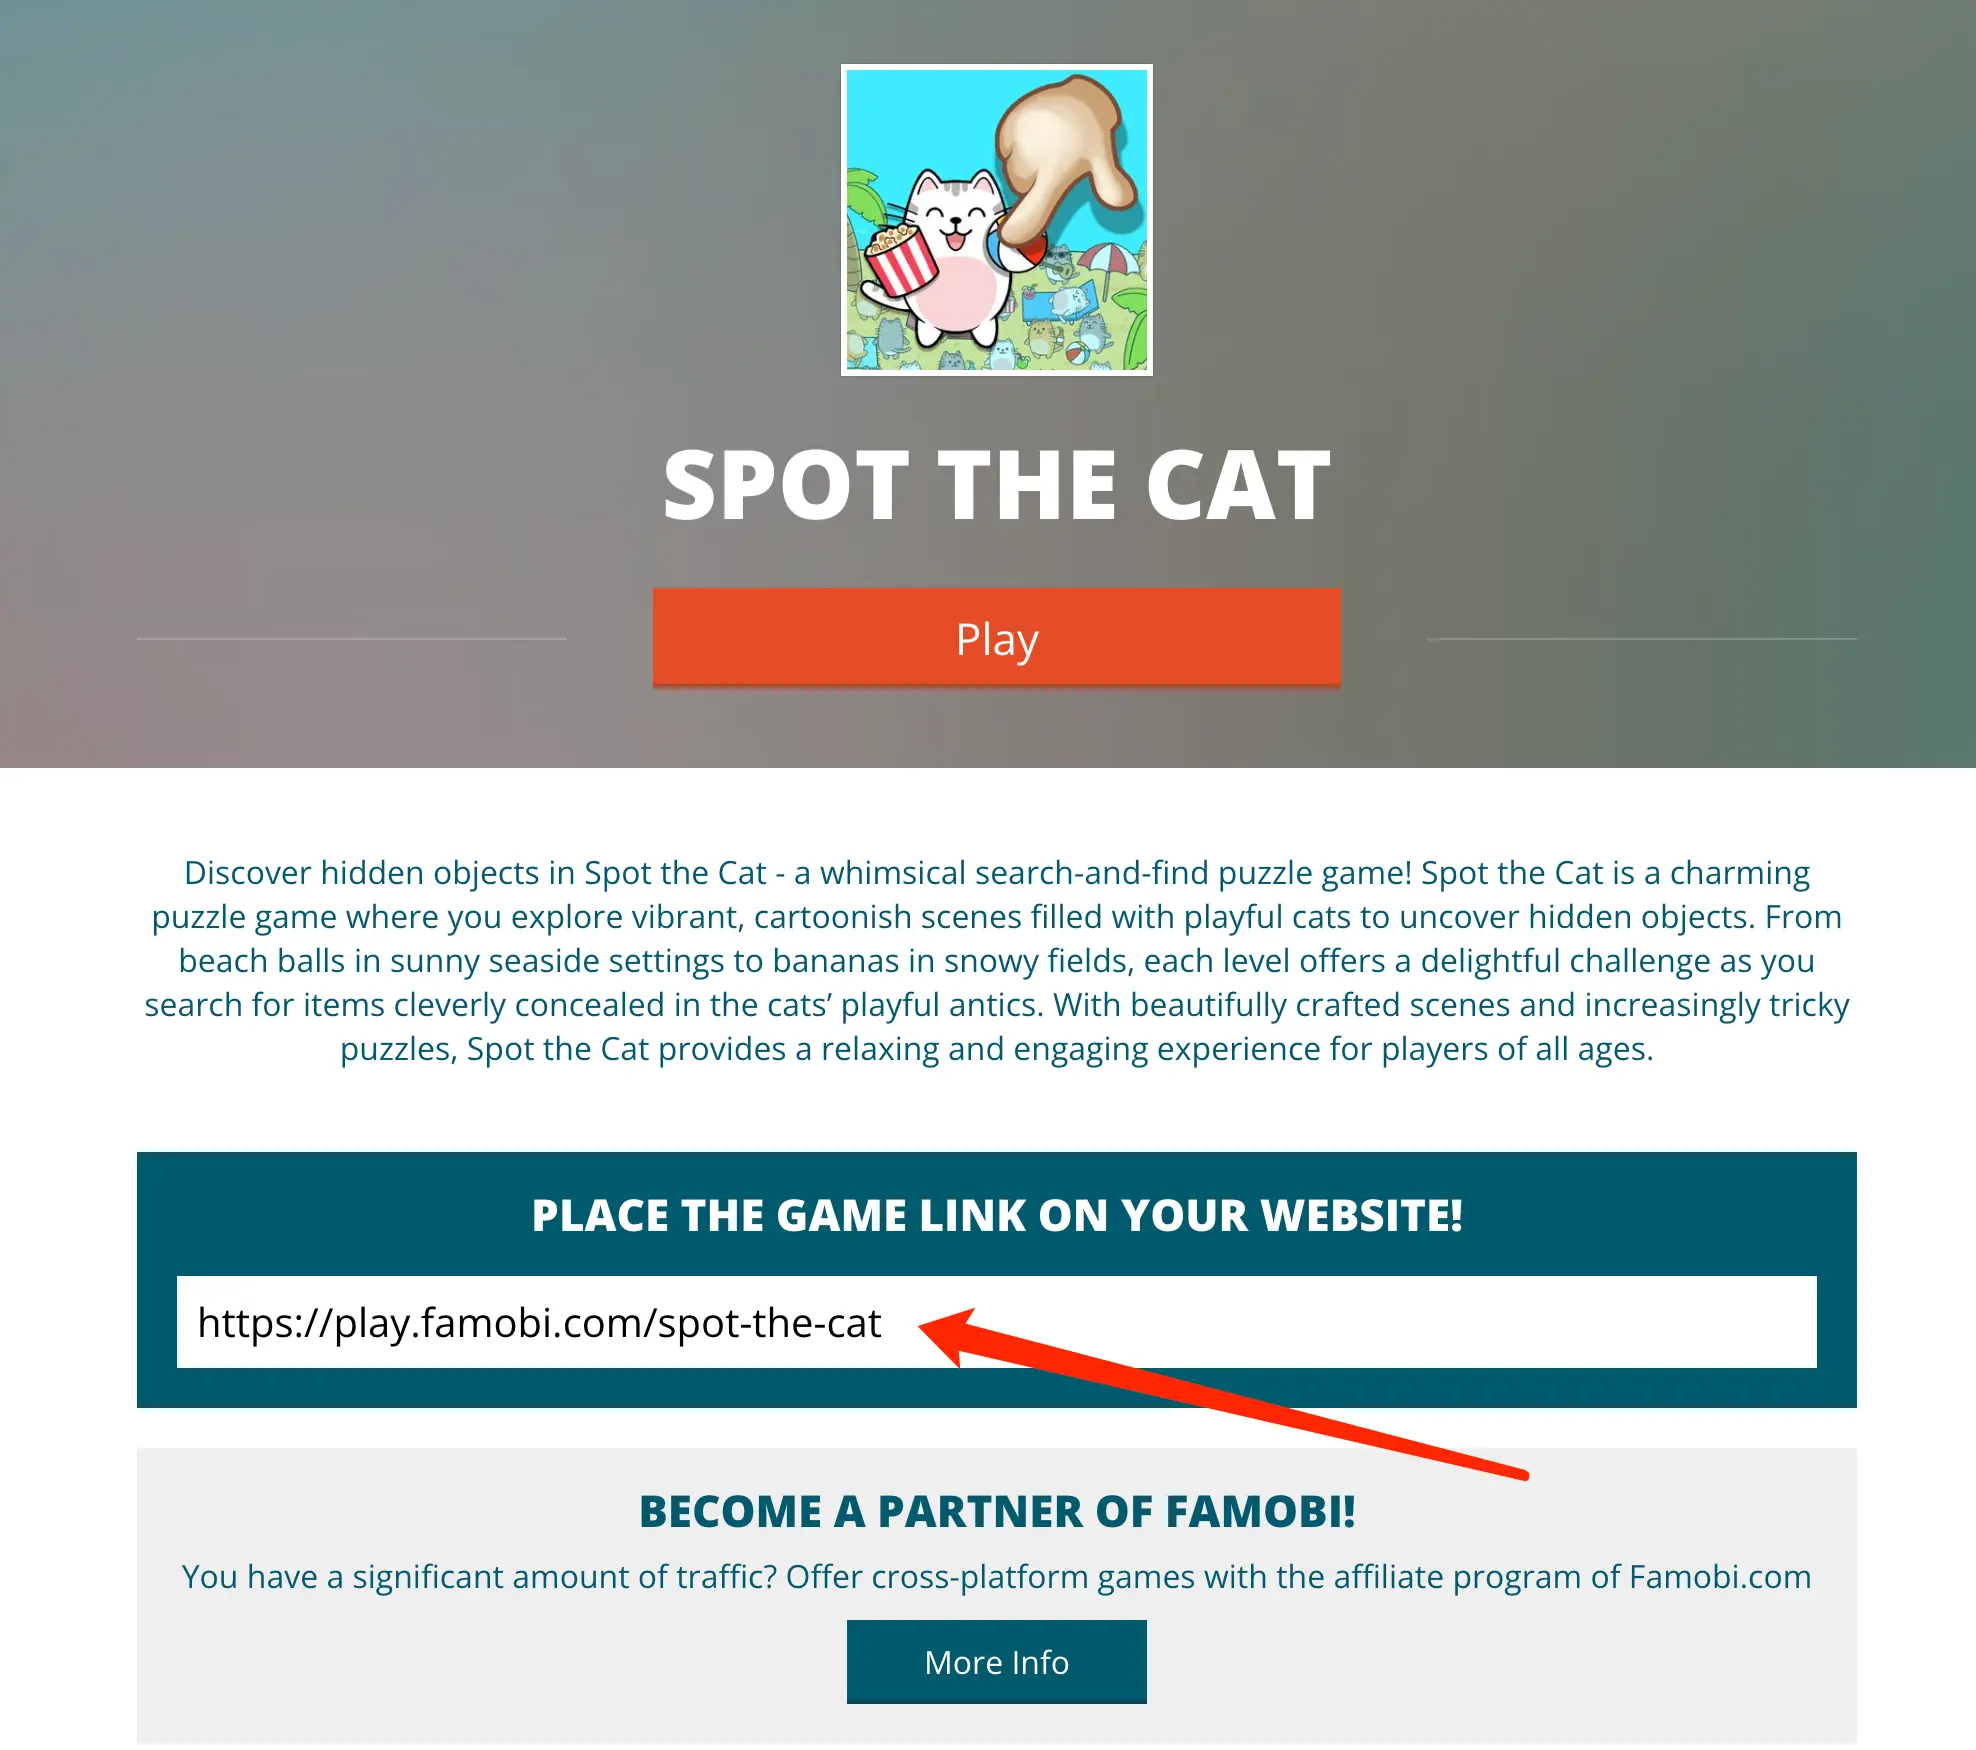 SPOT THE CAT
Play
Discover hidden objects in Spot the Cat - a whimsical search-and-find puzzle game! Spot the Cat is a charming
puzzle game where you explore vibrant, cartoonish scenes filled with playful cats to uncover hidden objects. From
beach balls in sunny seaside settings to bananas in snowy fields, each level offers a delightful challenge as you
search for items cleverly concealed in the cats’ playful antics. With beautifully crafted scenes and increasingly tricky
puzzles, Spot the Cat provides a relaxing and engaging experience for players of all ages.
PLACE THE GAME LINK ON YOUR WEBSITE!
https://play.famobi.com/spot-the-cat
BECOME A PARTNER OF FAMOBI!
You have a significant amount of traffic? Offer cross-platform games with the affiliate program of Famobi.com
More Info